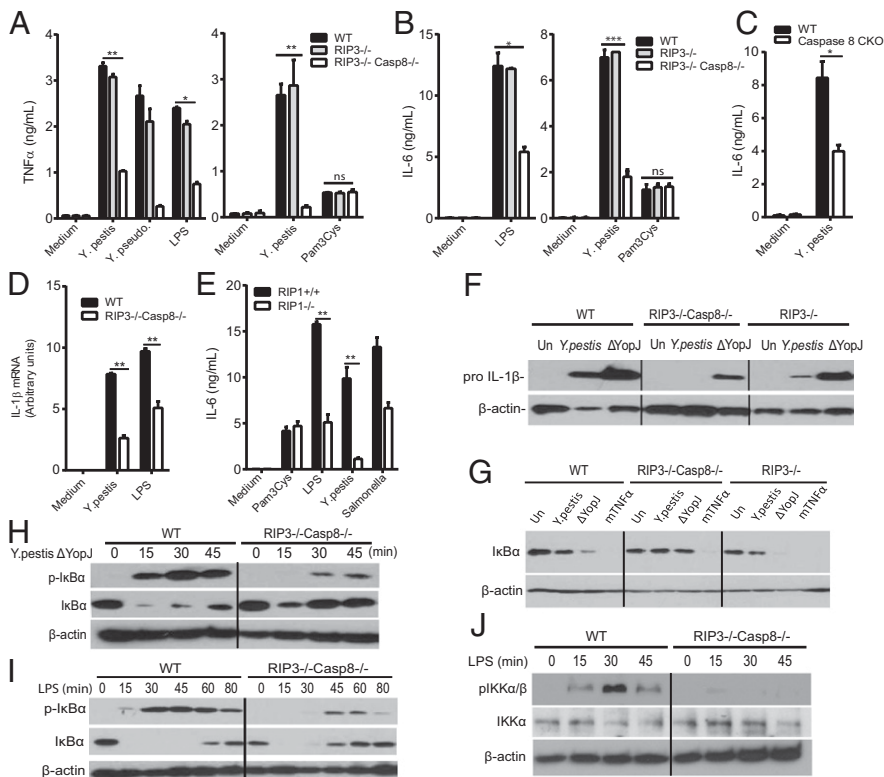 A
WT
RIP3-/-
RIP3-/- Casp8-/-
TNFα (ng/mL)
4
3
2
1
0
**
*
Medium
Y. pestis
Y. pseudo.
LPS
4
3
2
1
0
**
ns
Medium
Y. pestis
Pam3Cys
B
WT
RIP3-/-
RIP3-/- Casp8-/-
IL-6 (ng/mL)
15
10
5
0
*
Medium
LPS
8
6
4
2
0
***
ns
Medium
Y. pestis
Pam3Cys
C
WT
Caspase 8 CKO
IL-6 (ng/mL)
10
8
6
4
2
0
*
Medium
Y. pestis
D
WT
RIP3-/-Casp8-/-
IL-1β mRNA
(Arbitrary units)
15
10
5
0
**
**
Medium
Y.pestis
LPS
E
RIP1+/+
RIP1-/-
IL-6 (ng/mL)
20
15
10
5
0
**
**
Medium
Pam3Cys
LPS
Y.pestis
Salmonella
F
WT RIP3-/-Casp8-/- RIP3-/-
Un Y.pestis ΔYopJ Un Y.pestis ΔYopJ Un Y.pestis ΔYopJ
pro IL-1β-
β-actin-
G
WT RIP3-/-Casp8-/- RIP3-/-
Un Y.pestis ΔYopJ mTNFα Un Y.pestis ΔYopJ mTNFα Un Y.pestis ΔYopJ mTNFα
IκBα
β-actin
H
WT RIP3-/-Casp8-/-
Y.pestis ΔYopJ 0 15 30 45 0 15 30 45 (min)
p-IκBα
IκBα
β-actin
I
WT RIP3-/-Casp8-/-
LPS (min) 0 15 30 45 60 80 0 15 30 45 60 80
p-IκBα
IκBα
β-actin
J
WT RIP3-/-Casp8-/-
LPS (min) 0 15 30 45 0 15 30 45
pIKKα/β
IKKα
β-actin